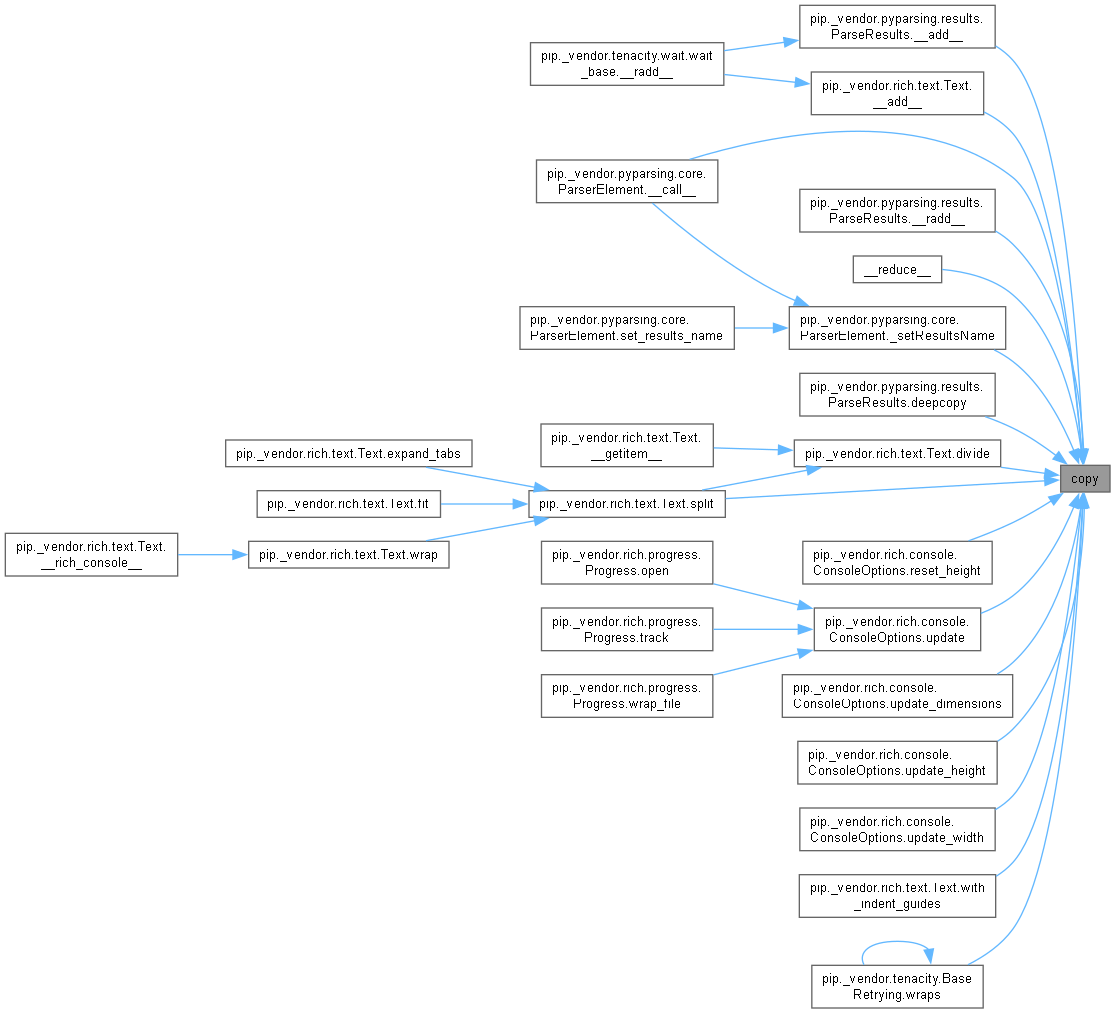 pip._vendor.pyparsing.results.
ParseResults.__add__
pip._vendor.tenacity.wait.wait
_base.__radd__
pip._vendor.rich.text.Text.
__add__
pip._vendor.pyparsing.core.
ParserElement.__call__
pip._vendor.pyparsing.results.
ParseResults.__radd__
__reduce__
pip._vendor.pyparsing.core.
ParserElement.set_results_name
pip._vendor.pyparsing.core.
ParserElement._setResultsName
pip._vendor.pyparsing.results.
ParseResults.deepcopy
pip._vendor.rich.text.Text.
__getitem__
pip._vendor.rich.text.Text.divide
pip._vendor.rich.text.Text.expand_tabs
copy
pip._vendor.rich.text.Text.fit
pip._vendor.rich.text.Text.split
pip._vendor.rich.text.Text.
__rich_console__
pip._vendor.rich.text.Text.wrap
pip._vendor.rich.progress.
Progress.open
pip._vendor.rich.console.
ConsoleOptions.reset_height
pip._vendor.rich.progress.
Progress.track
pip._vendor.rich.console.
ConsoleOptions.update
pip._vendor.rich.progress.
Progress.wrap_file
pip._vendor.rich.console.
ConsoleOptions.update_dimensions
pip._vendor.rich.console.
ConsoleOptions.update_height
pip._vendor.rich.console.
ConsoleOptions.update_width
pip._vendor.rich.text.Text.with
_indent_guides
pip._vendor.tenacity.Base
Retrying.wraps